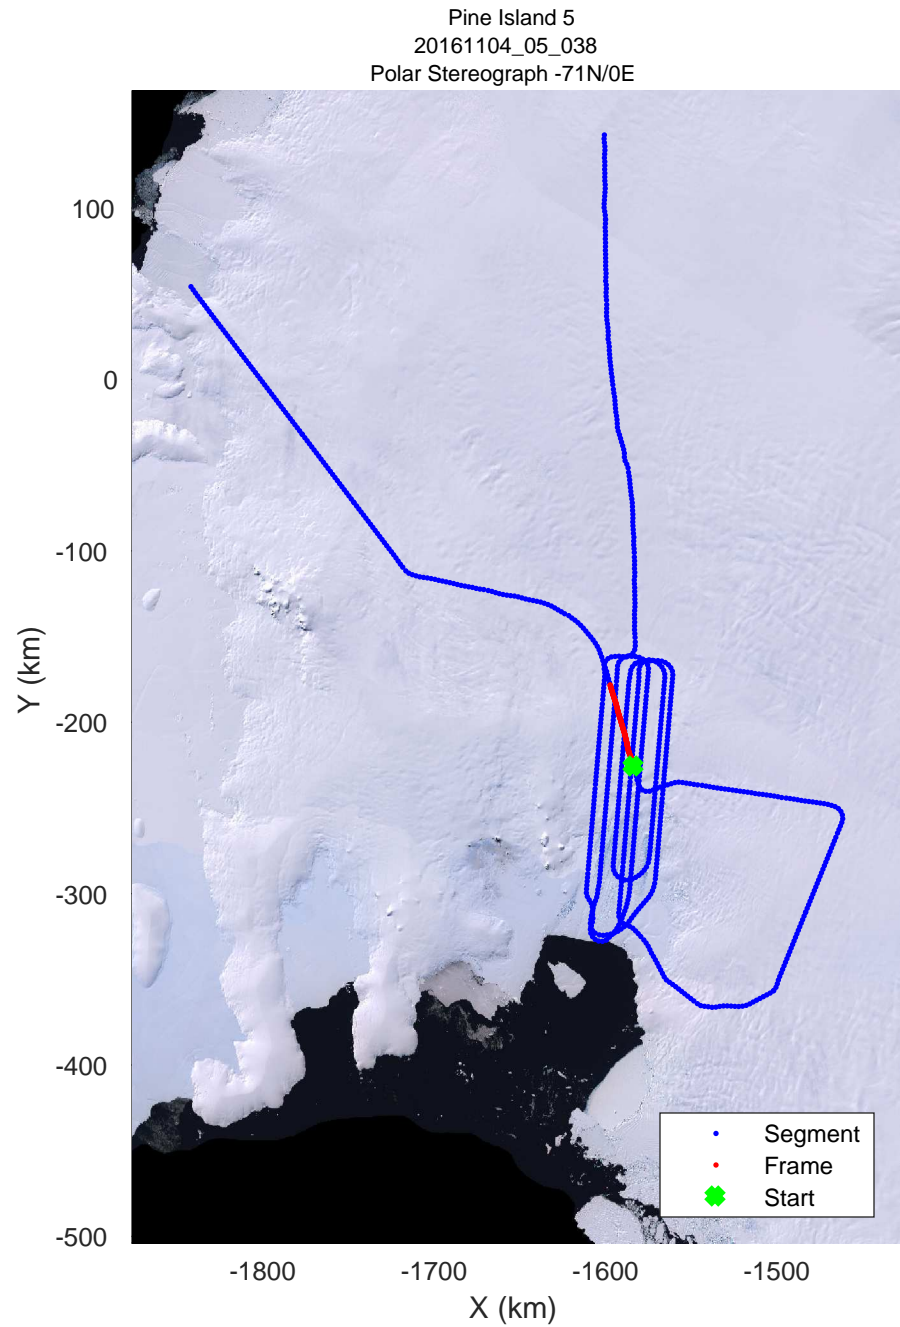 Pine Island 5
20161104_05_038
Polar Stereograph -71N/0E
100
0
-100
-200
-300
-400
-500
Y (km)
-1800
-1700
-1600
-1500
X (km)
Segment
Frame
Start